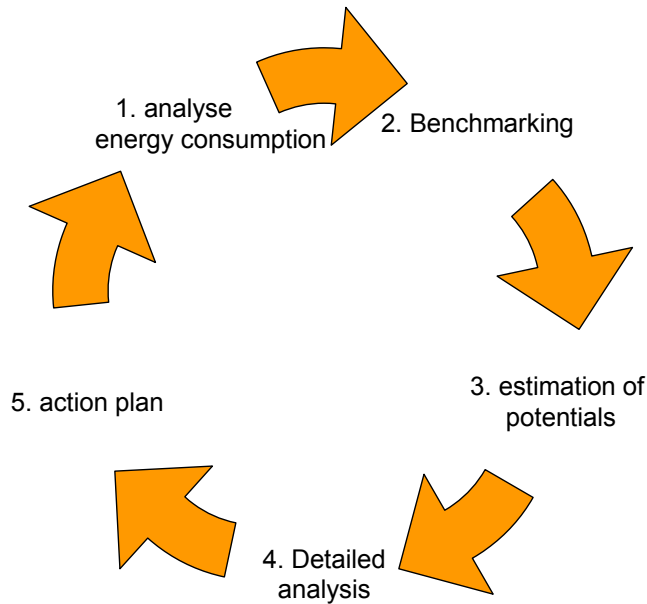 1. analyse
energy consumption
2. Benchmarking
3. estimation of
potentials
4. Detailed
analysis
5. action plan